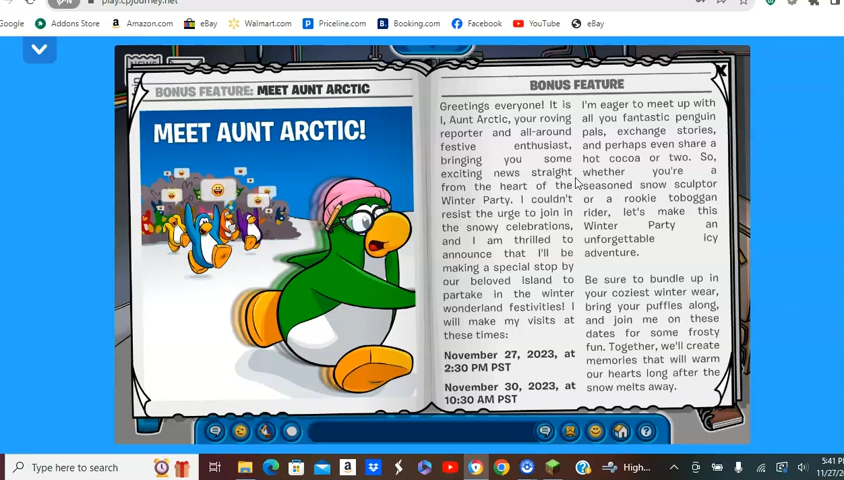 play.cpjourney.net
Google
Addons Store
Amazon.com
eBay
Walmart.com
Priceline.com
Booking.com
Facebook
YouTube
eBay
BONUS FEATURE: MEET AUNT ARCTIC
MEET AUNT ARCTIC!
BONUS FEATURE
X
Greetings everyone! It is
I, Aunt Arctic, your roving
reporter and all-around
festive enthusiast,
bringing you some
exciting news straight
from the heart of the
Winter Party. I couldn't
resist the urge to join in
the snowy celebrations,
and I am thrilled to
announce that I'll be
making a special stop by
our beloved island to
partake in the winter
wonderland festivities! I
will make my visits at
these times:
November 27, 2023, at
2:30 PM PST
November 30, 2023, at
10:30 AM PST
I'm eager to meet up with
all you fantastic penguin
pals, exchange stories,
and perhaps even share a
hot cocoa or two. So,
whether you're a
seasoned snow sculptor
or a rookie toboggan
rider, let's make this
Winter Party an
unforgettable icy
adventure.
Be sure to bundle up in
your coziest winter wear,
bring your puffles along,
and join me on these
dates for some frosty
fun. Together, we'll create
memories that will warm
our hearts long after the
snow melts away.
Type here to search
High...
5:41 PM
11/27/20